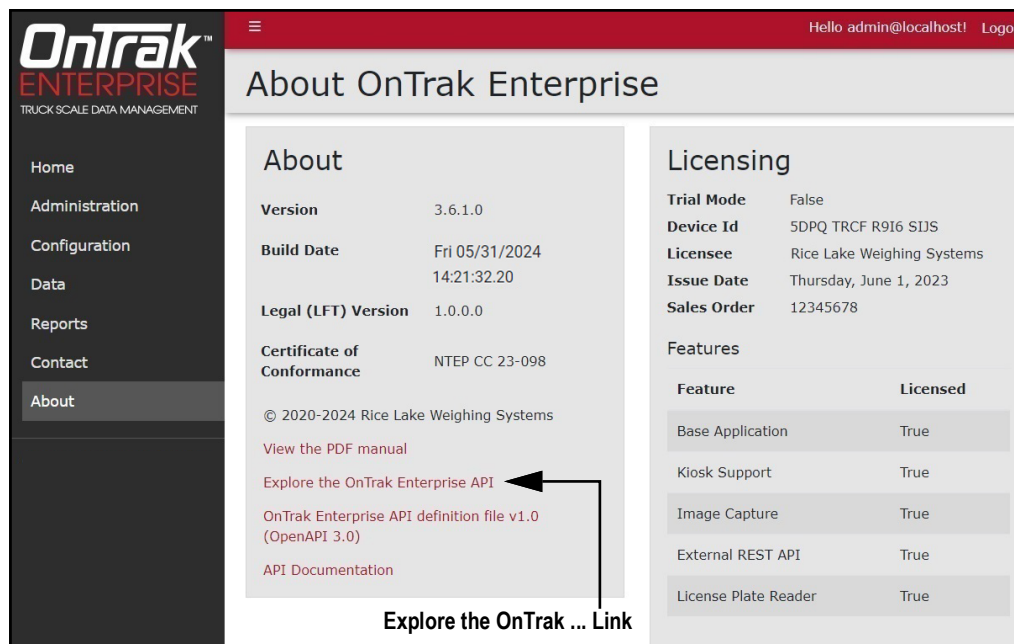 OnTrak™
ENTERPRISE
TRUCK SCALE DATA MANAGEMENT
Home
Administration
Configuration
Data
Reports
Contact
About
☰ Hello admin@localhost! Logo
About OnTrak Enterprise
About
Version 3.6.1.0
Build Date Fri 05/31/2024
14:21:32.20
Legal (LFT) Version 1.0.0.0
Certificate of
Conformance NTEP CC 23-098
© 2020-2024 Rice Lake Weighing Systems
View the PDF manual
Explore the OnTrak Enterprise API
OnTrak Enterprise API definition file v1.0
(OpenAPI 3.0)
API Documentation
Licensing
Trial Mode False
Device Id 5DPQ TRCF R9I6 SIJS
Licensee Rice Lake Weighing Systems
Issue Date Thursday, June 1, 2023
Sales Order 12345678
Features
Feature Licensed
Base Application True
Kiosk Support True
Image Capture True
External REST API True
License Plate Reader True
Explore the OnTrak ... Link